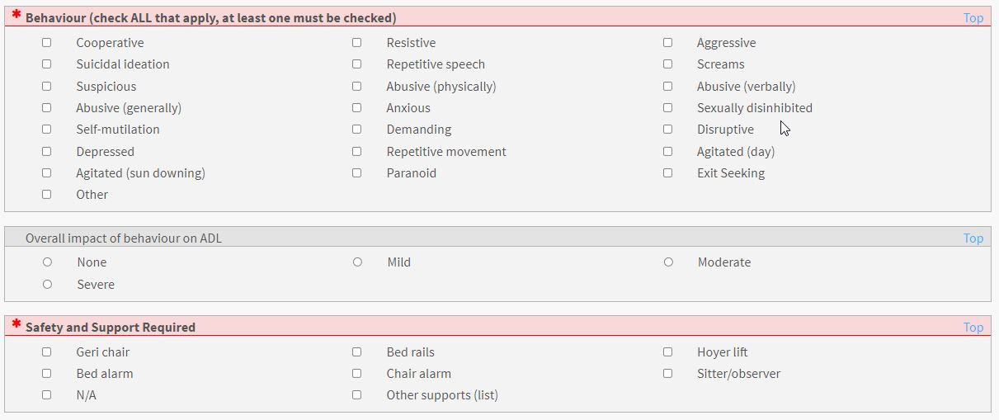 * Behaviour (check ALL that apply, at least one must be checked) Top
Cooperative Resistive Aggressive
Suicidal ideation Repetitive speech Screams
Suspicious Abusive (physically) Abusive (verbally)
Abusive (generally) Anxious Sexually disinhibited
Self-mutilation Demanding Disruptive
Depressed Repetitive movement Agitated (day)
Agitated (sun downing) Paranoid Exit Seeking
Other
Overall impact of behaviour on ADL Top
None Mild Moderate
Severe
* Safety and Support Required Top
Geri chair Bed rails Hoyer lift
Bed alarm Chair alarm Sitter/observer
N/A Other supports (list)